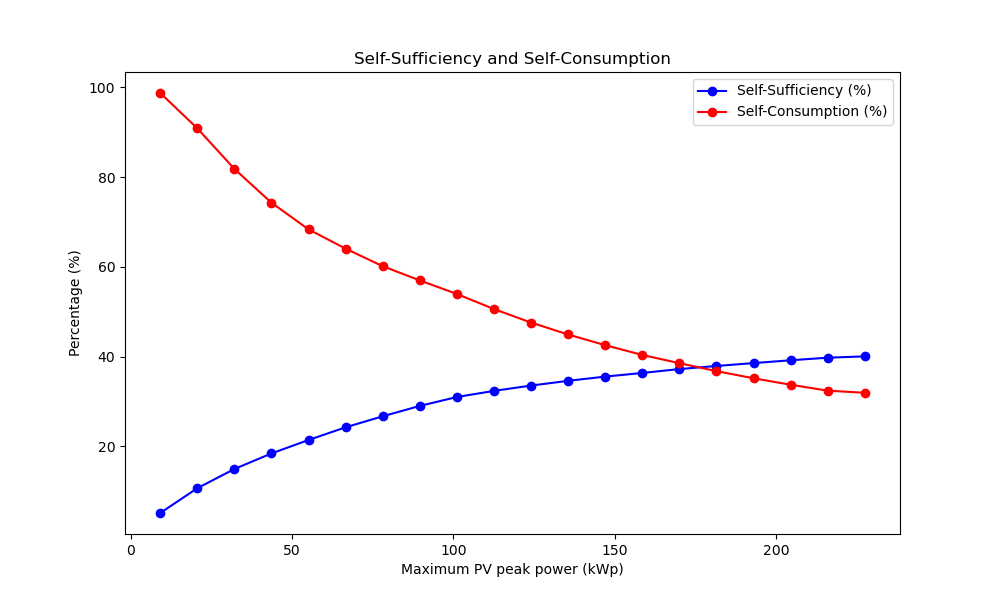 Self-Sufficiency and Self-Consumption
Self-Sufficiency (%)
Self-Consumption (%)
Percentage (%)
100
80
60
40
20
0
50
100
150
200
Maximum PV peak power (kWp)